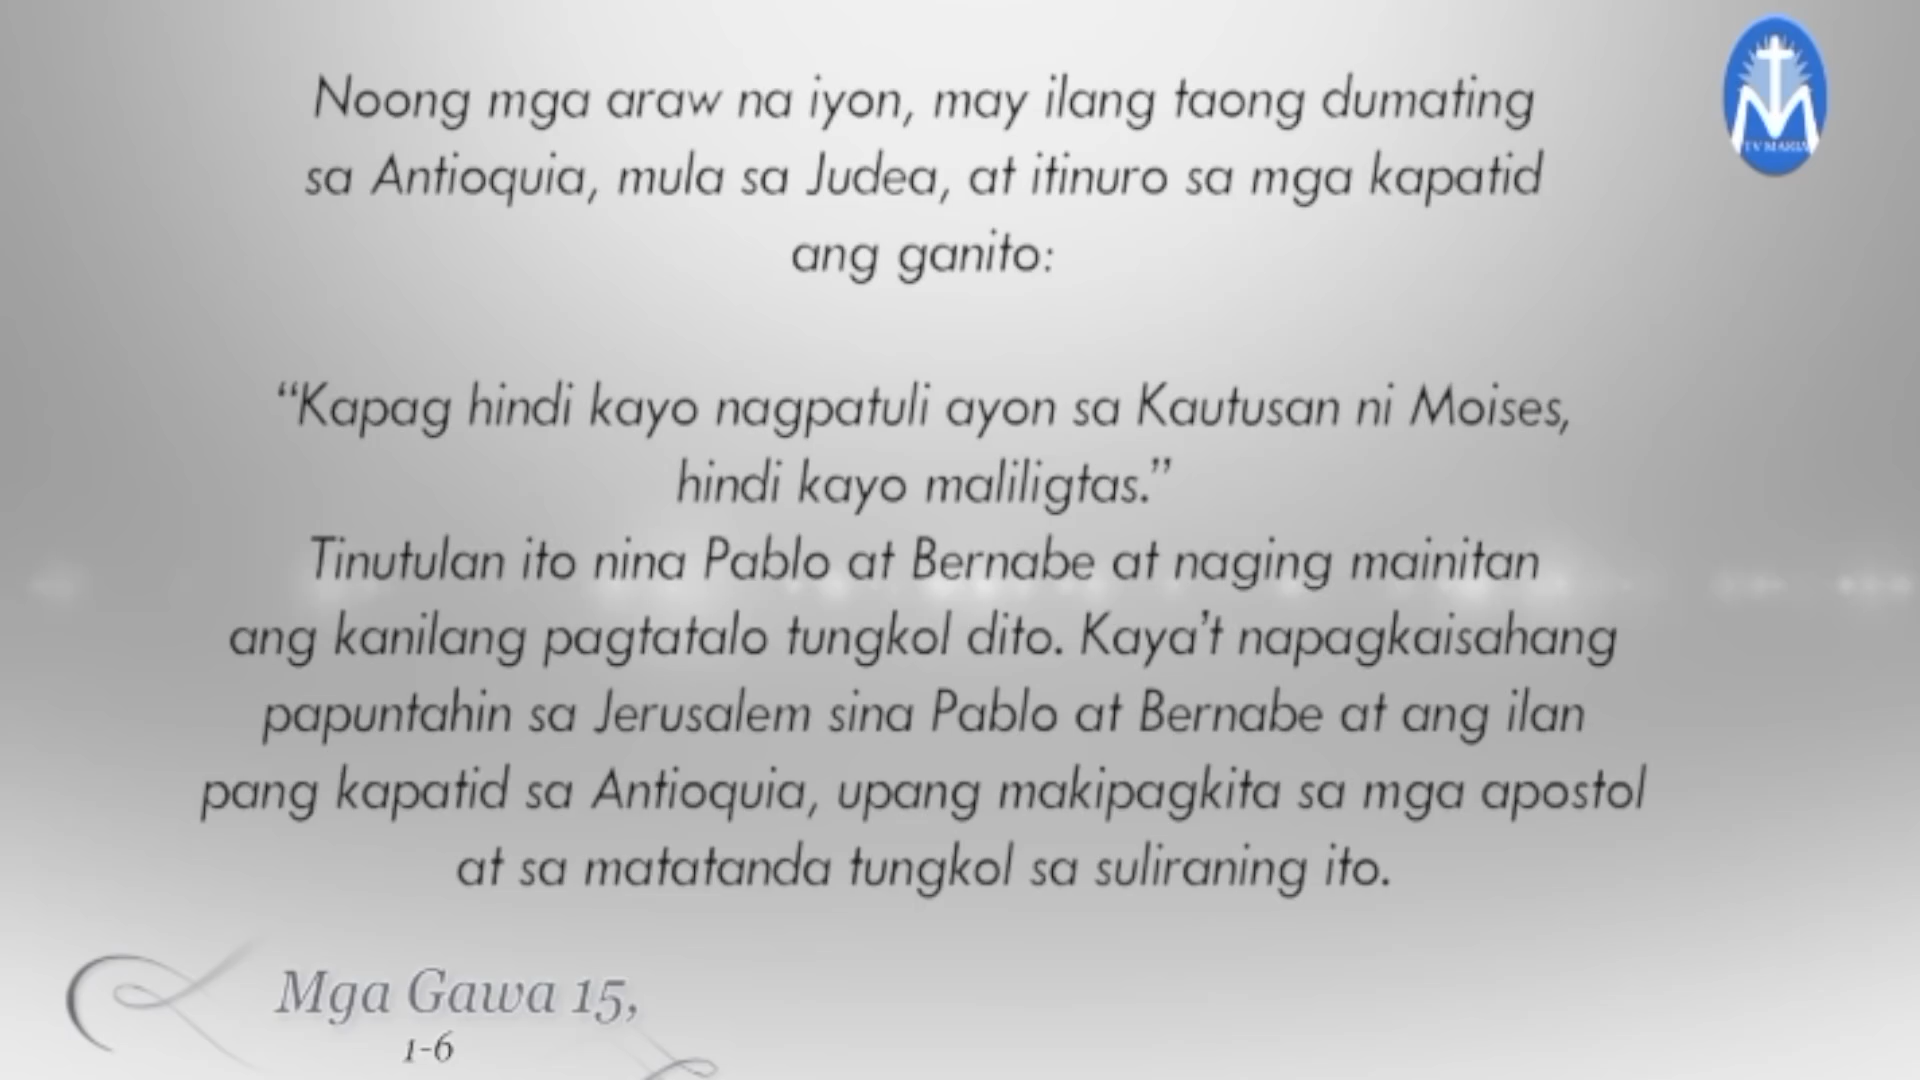 Noong mga araw na iyon, may ilang taong dumating
sa Antioquia, mula sa Judea, at itinuro sa mga kapatid
ang ganito:
“Kapag hindi kayo nagpatuli ayon sa Kautusan ni Moises,
hindi kayo maliligtas.”
Tinutulan ito nina Pablo at Bernabe at naging mainitan
ang kanilang pagtatalo tungkol dito. Kaya’t napagkaisahang
papuntahin sa Jerusalem sina Pablo at Bernabe at ang ilan
pang kapatid sa Antioquia, upang makipagkita sa mga apostol
at sa matatanda tungkol sa suliraning ito.
Mga Gawa 15,
1-6
TV MARIA